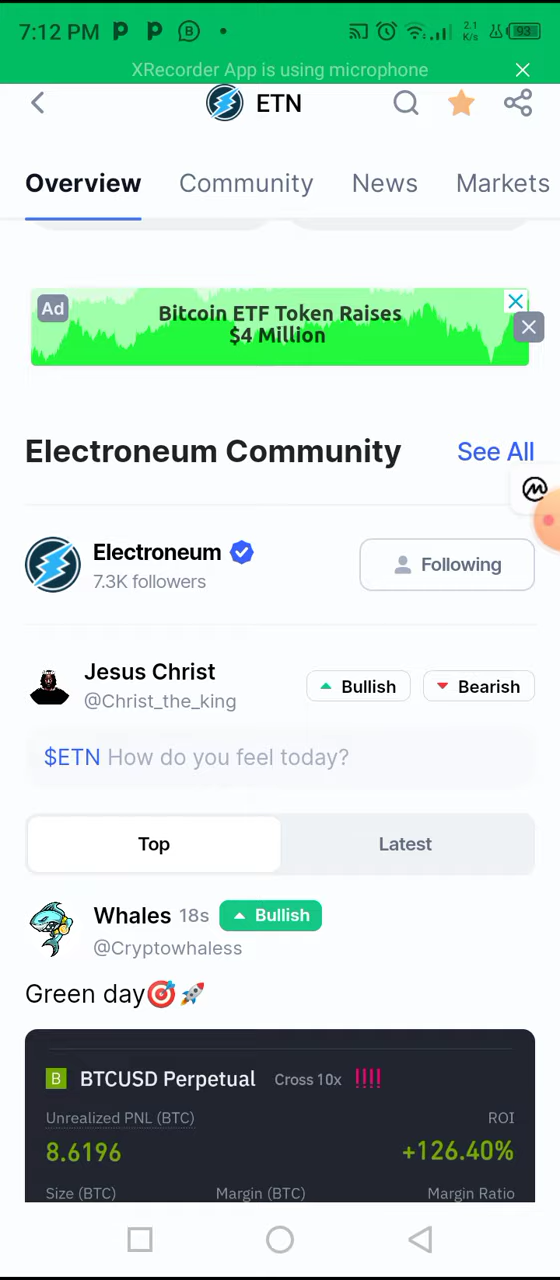 7:12 PM
2.1
K/s
93
XRecorder App is using microphone
ETN
Overview Community News Markets
Ad
Bitcoin ETF Token Raises
$4 Million
Electroneum Community See All
Electroneum
7.3K followers
Following
Jesus Christ
@Christ_the_king
Bullish Bearish
$ETN How do you feel today?
Top Latest
Whales 18s Bullish
@Cryptowhaless
Green day🎯🚀
B BTCUSD Perpetual Cross 10x !!!!
Unrealized PNL (BTC) ROI
8.6196 +126.40%
Size (BTC) Margin (BTC) Margin Ratio